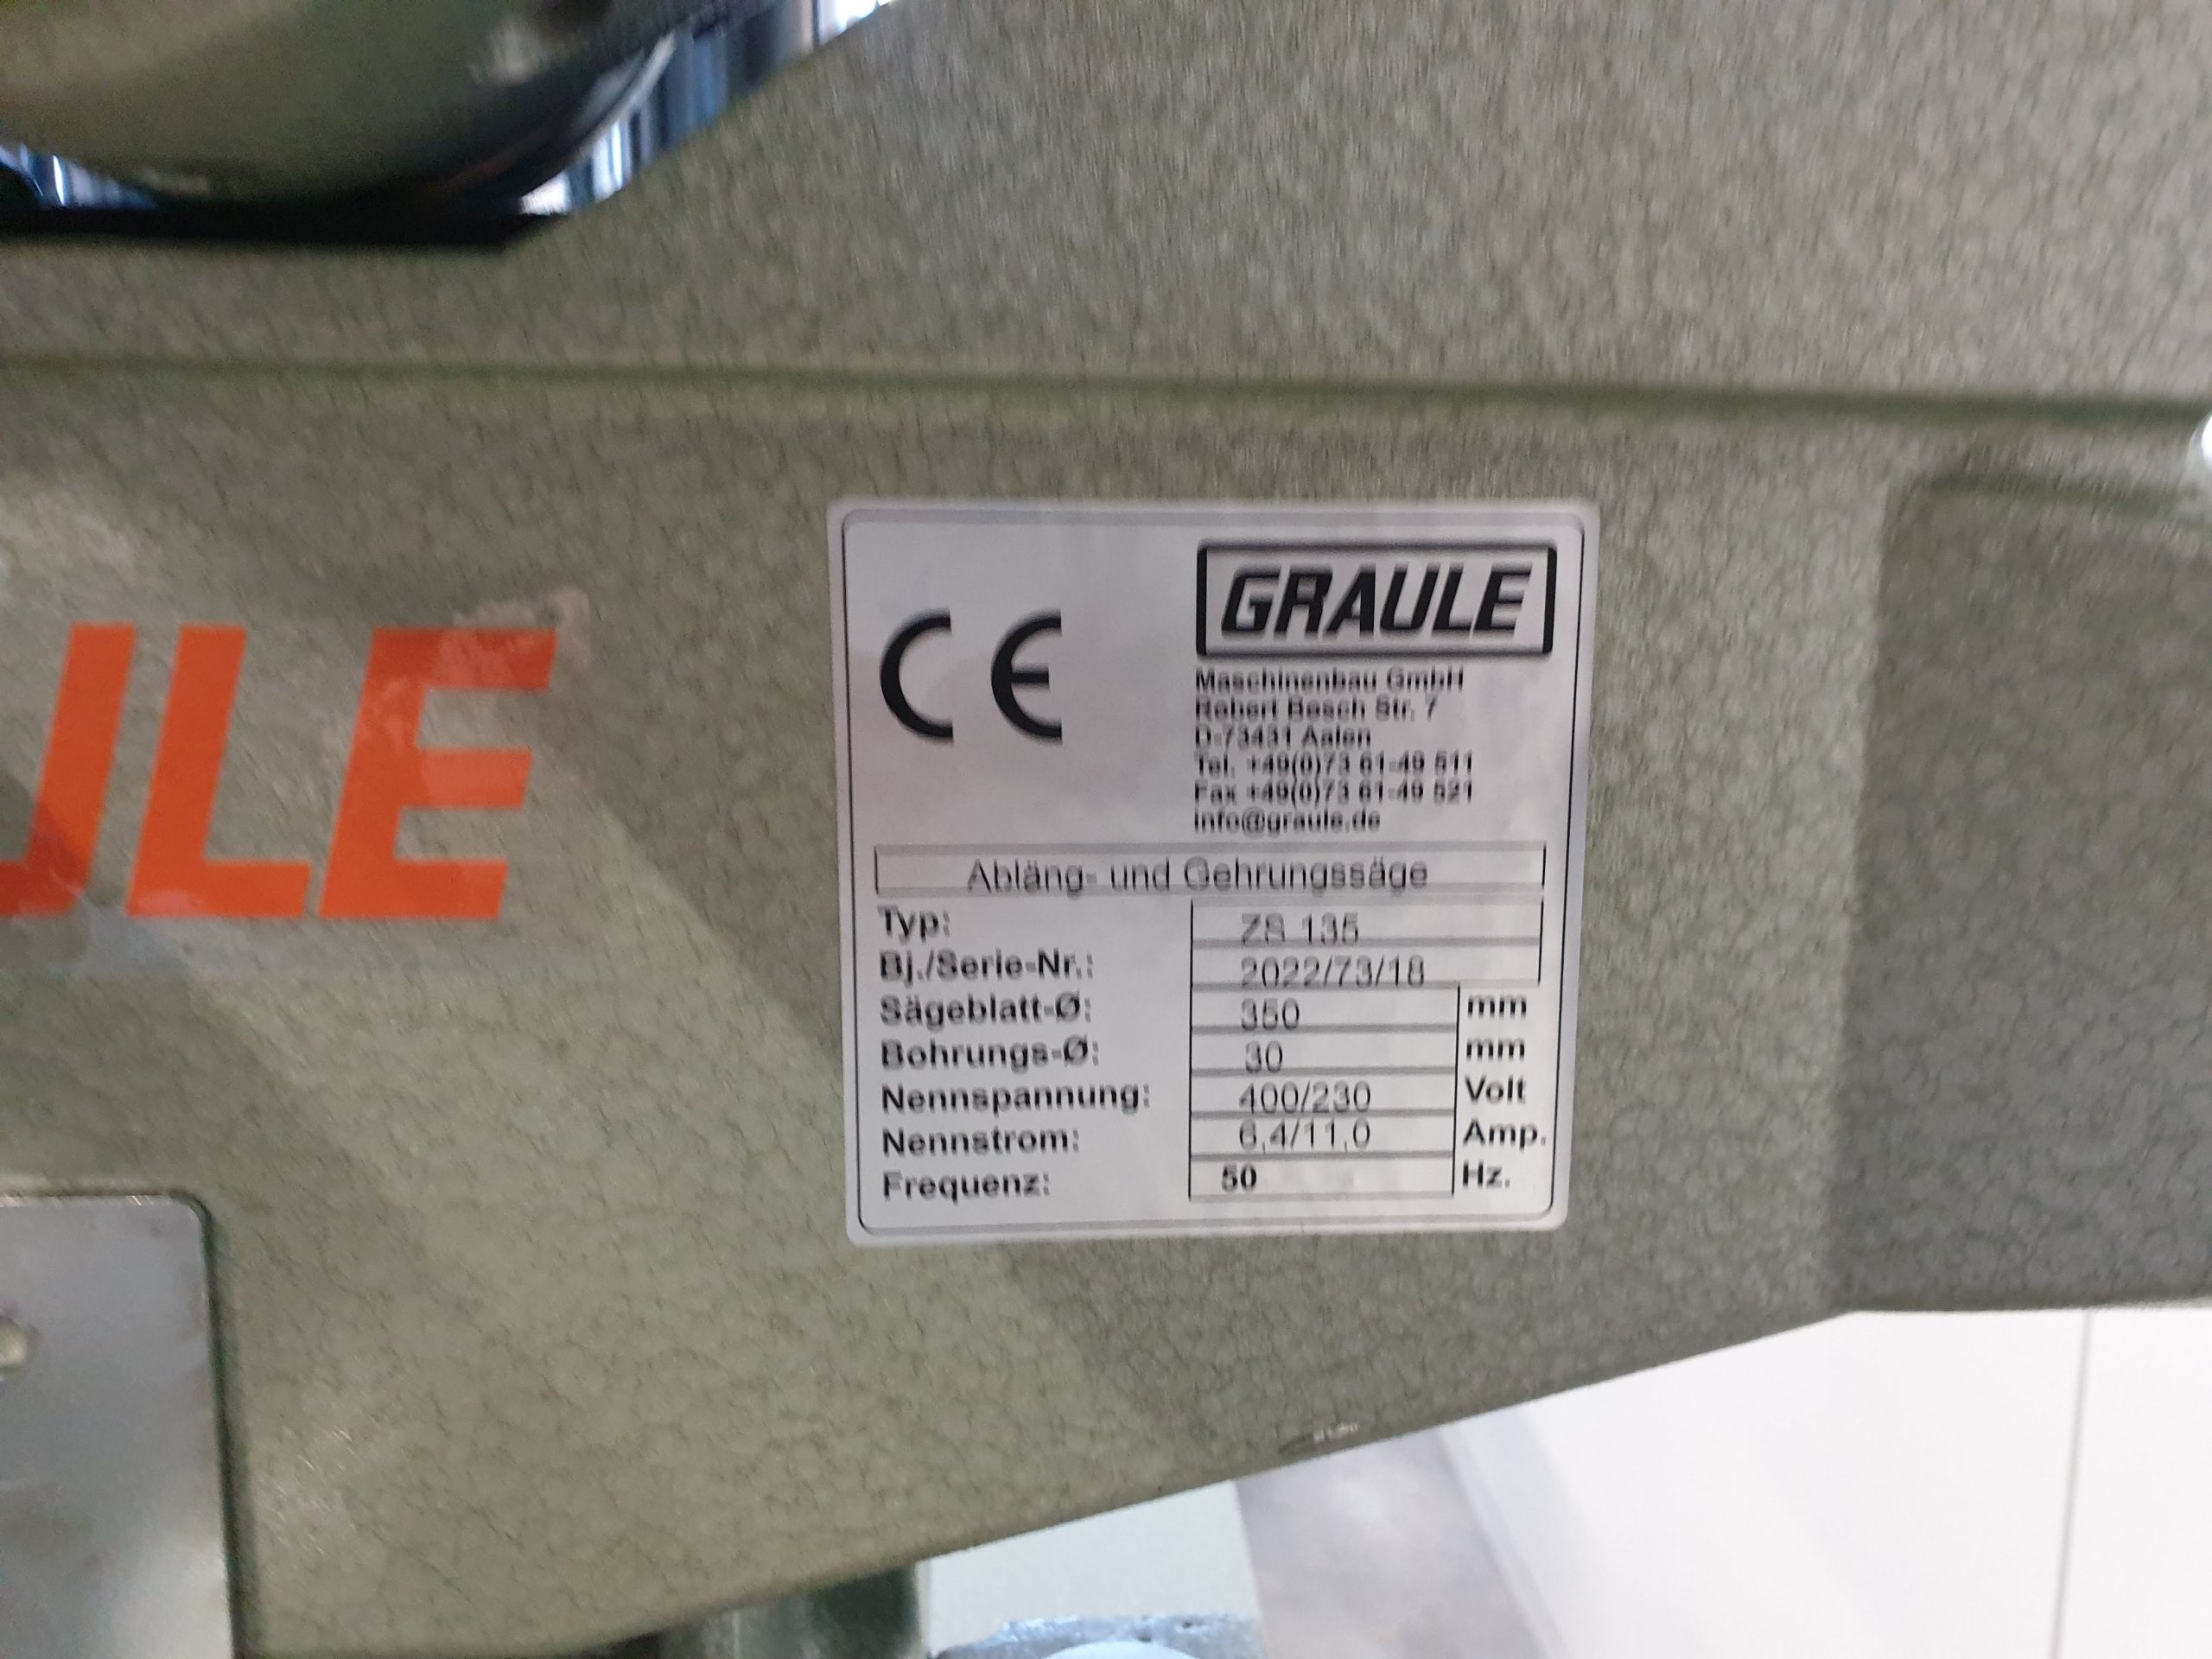 ULE
CE
GRAULE
Maschinenbau GmbH
Robert Bosch Str. 7
D-73431 Aalen
Tel. +49(0)73 61-49 511
Fax +49(0)73 61-49 521
info@graule.de
Abläng- und Gehrungssäge
Typ: ZS 135
Bj./Serie-Nr.: 2022/73/18
Sägeblatt-Ø: 350 mm
Bohrungs-Ø: 30 mm
Nennspannung: 400/230 Volt
Nennstrom: 6,4/11,0 Amp.
Frequenz: 50 Hz.